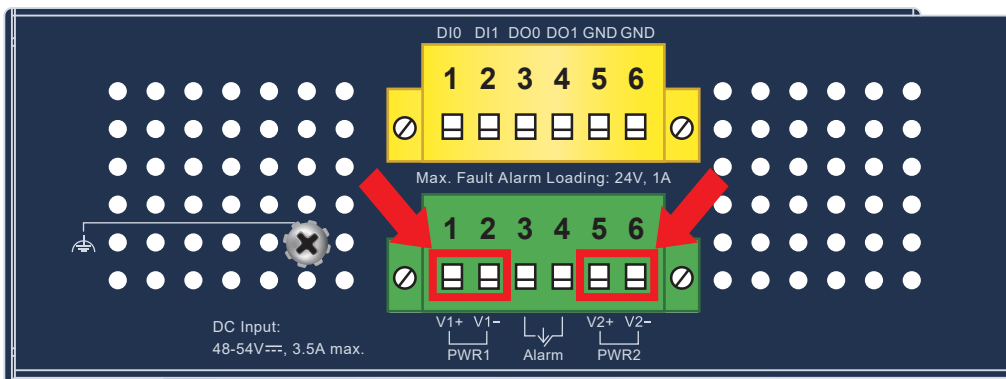 DI0 DI1 DO0 DO1 GND GND
1 2 3 4 5 6
Max. Fault Alarm Loading: 24V, 1A
1 2 3 4 5 6
V1+ V1− V2+ V2−
PWR1 Alarm PWR2
DC Input:
48-54V⎓, 3.5A max.